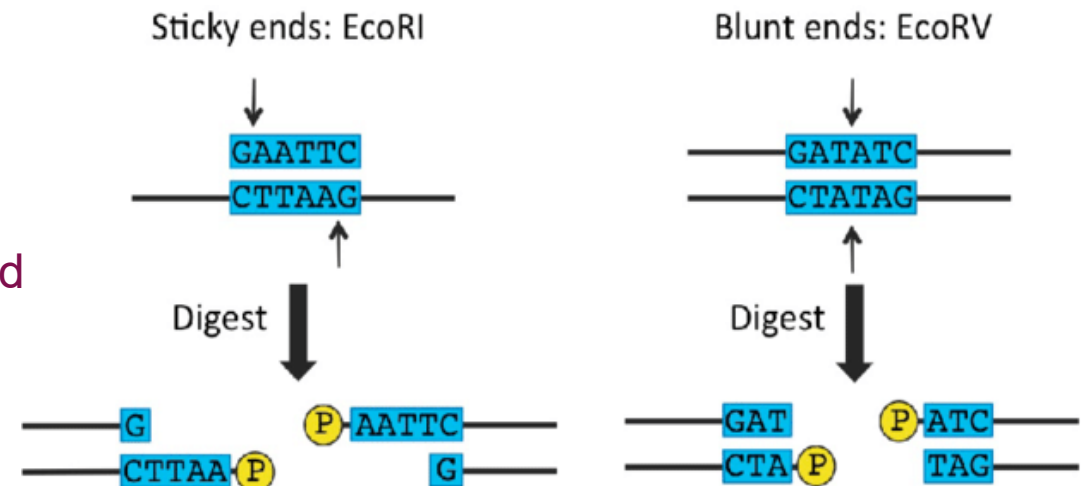 Sticky ends: EcoRI
GAATTC
CTTAAG
d
Digest
G P AATTC
CTTAA P G
Blunt ends: EcoRV
GATATC
CTATAG
Digest
GAT P ATC
CTA P TAG